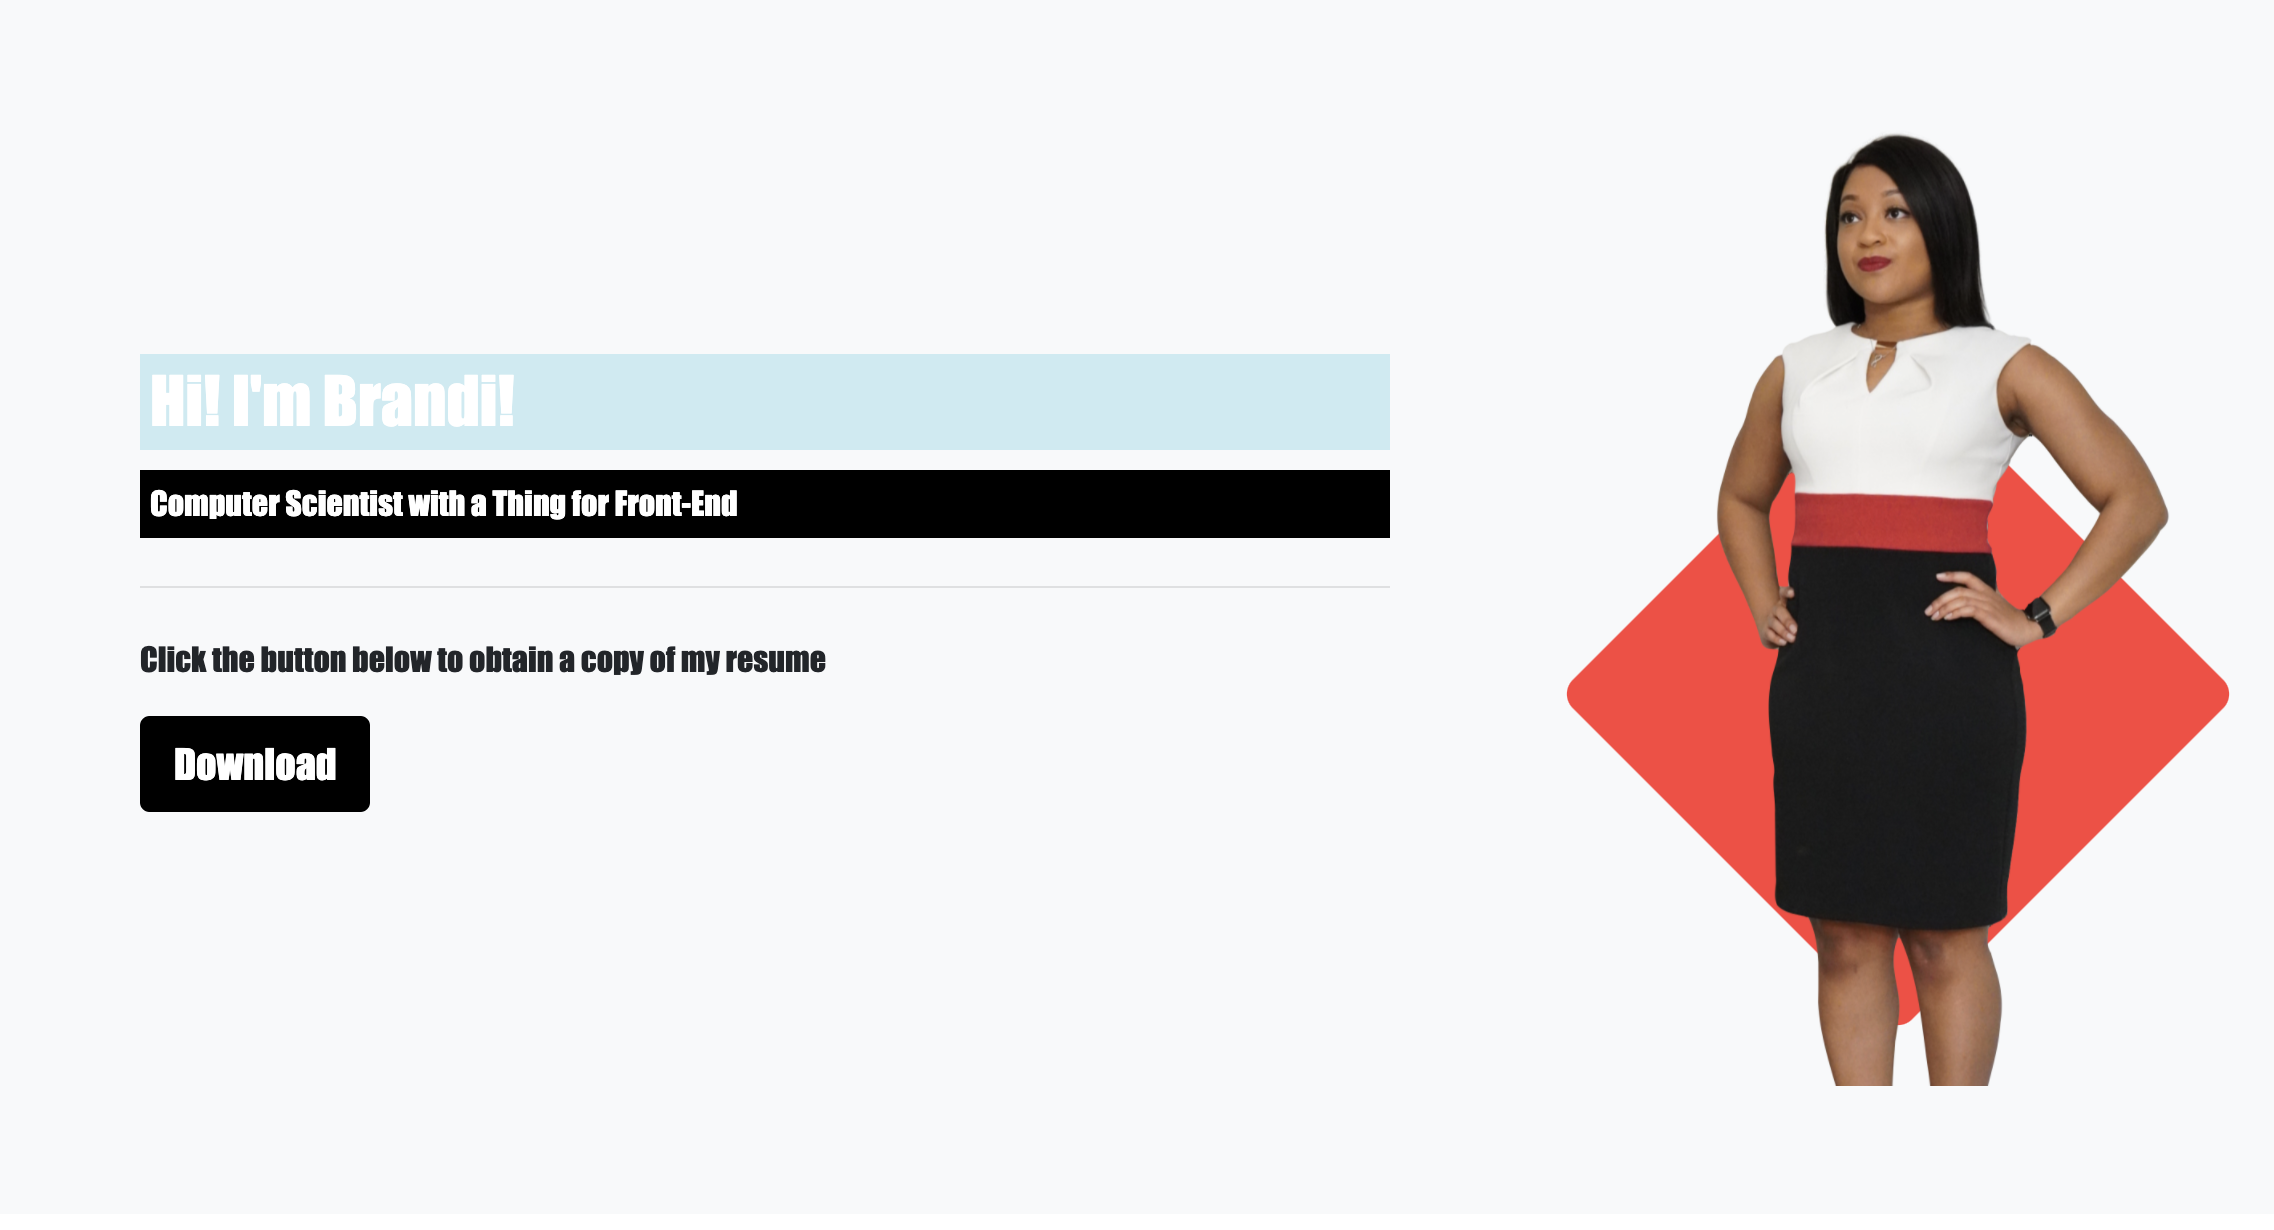 Hi! I'm Brandi!
Computer Scientist with a Thing for Front-End
Click the button below to obtain a copy of my resume
Download